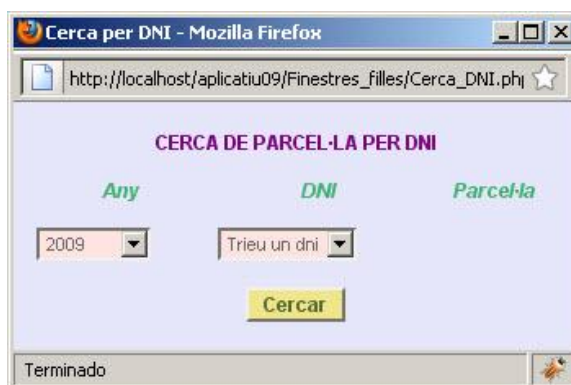 Cerca per DNI - Mozilla Firefox
http://localhost/aplicatiu09/Finestres_filles/Cerca_DNI.php
CERCA DE PARCEL·LA PER DNI
Any DNI Parcel·la
2009 Trieu un dni
Cercar
Terminado